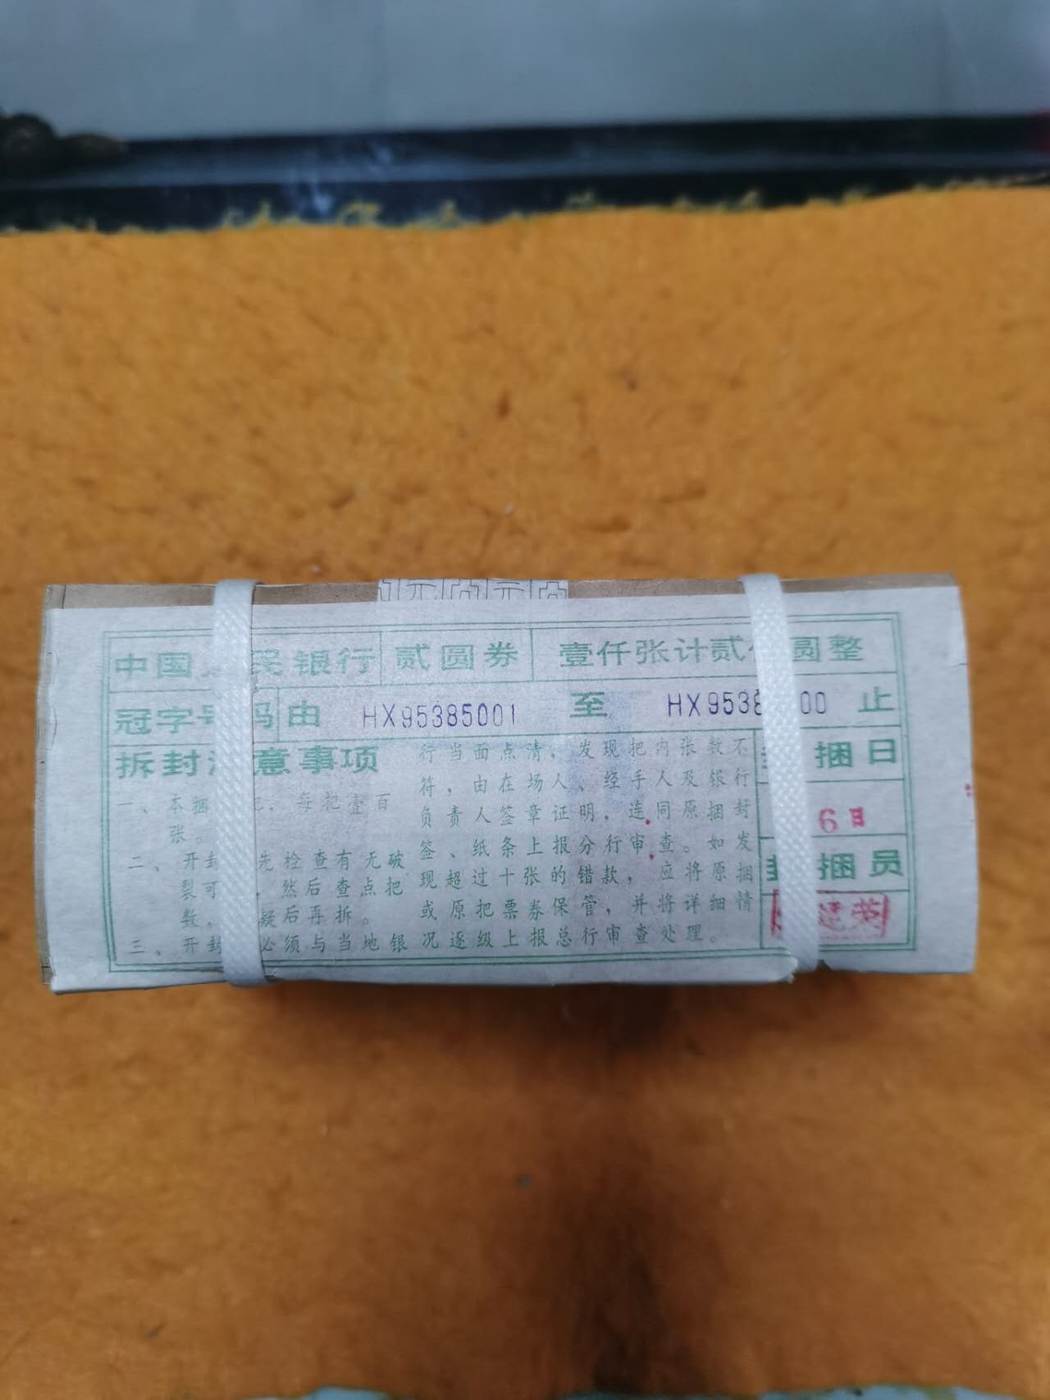 中国 民银行 贰圆券 壹仟张计贰 圆整
冠字号码由 HX95385001 至 HX9538 00 止
拆封 意事项
一、本捆 把，每把壹百
张。
二、开封 先检查有无破
裂可 ，然后查点把
数， 疑后再拆。
三、开封 必须与当地银
行当面点清，发现把内张数不
符，由在场人、经手人及银行
负责人签章证明，连同原捆封
签、纸条上报分行审查。如发
现超过十张的错款，应将原捆
或原把票券保管，并将详细情
况逐级上报总行审查处理。
捆日
6日
封捆员